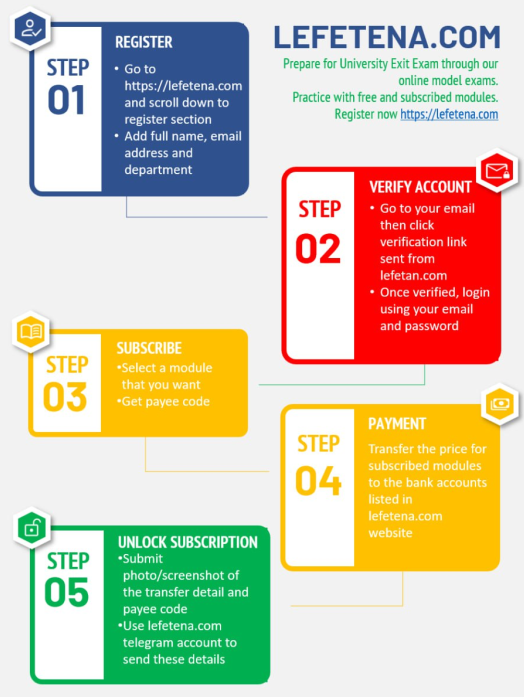 LEFETENA.COM
Prepare for University Exit Exam through our
online model exams.
Practice with free and subscribed modules.
Register now https://lefetena.com
STEP
01
REGISTER
• Go to
https://lefetena.com
and scroll down to
register section
• Add full name, email
address and
department
STEP
02
VERIFY ACCOUNT
• Go to your email
then click
verification link
sent from
lefetan.com
• Once verified, login
using your email
and password
STEP
03
SUBSCRIBE
•Select a module
that you want
•Get payee code
STEP
04
PAYMENT
Transfer the price for
subscribed modules
to the bank accounts
listed in
lefetena.com
website
STEP
05
UNLOCK SUBSCRIPTION
•Submit
photo/screenshot of
the transfer detail and
payee code
•Use lefetena.com
telegram account to
send these details